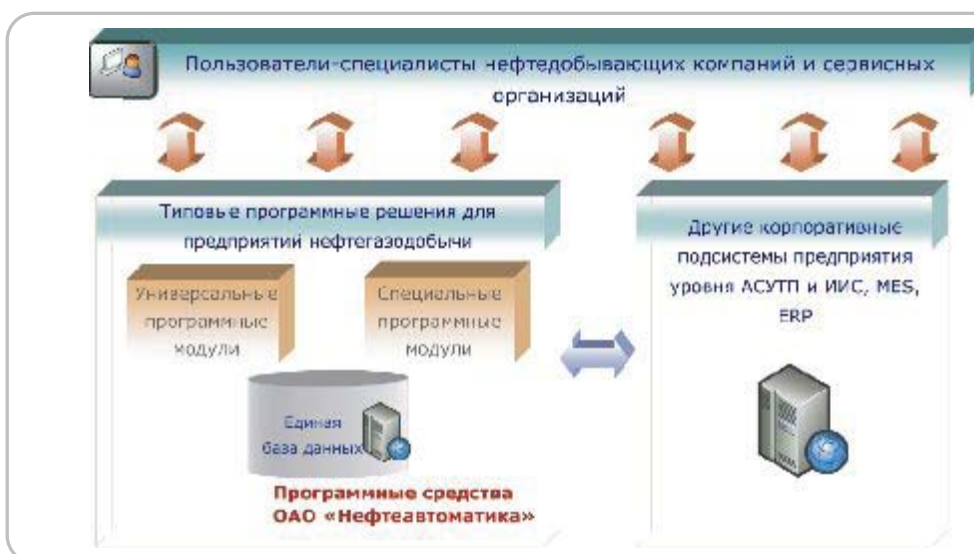 Пользователи-специалисты нефтедобывающих компаний и сервисных
организаций
Типовые программные решения для
предприятий нефтегазодобычи
Универсальные
программные
модули
Специальные
программные
модули
Единая
база данных
Программные средства
ОАО «Нефтеавтоматика»
Другие корпоративные
подсистемы предприятия
уровня АСУТП и ИИС, MES,
ERP